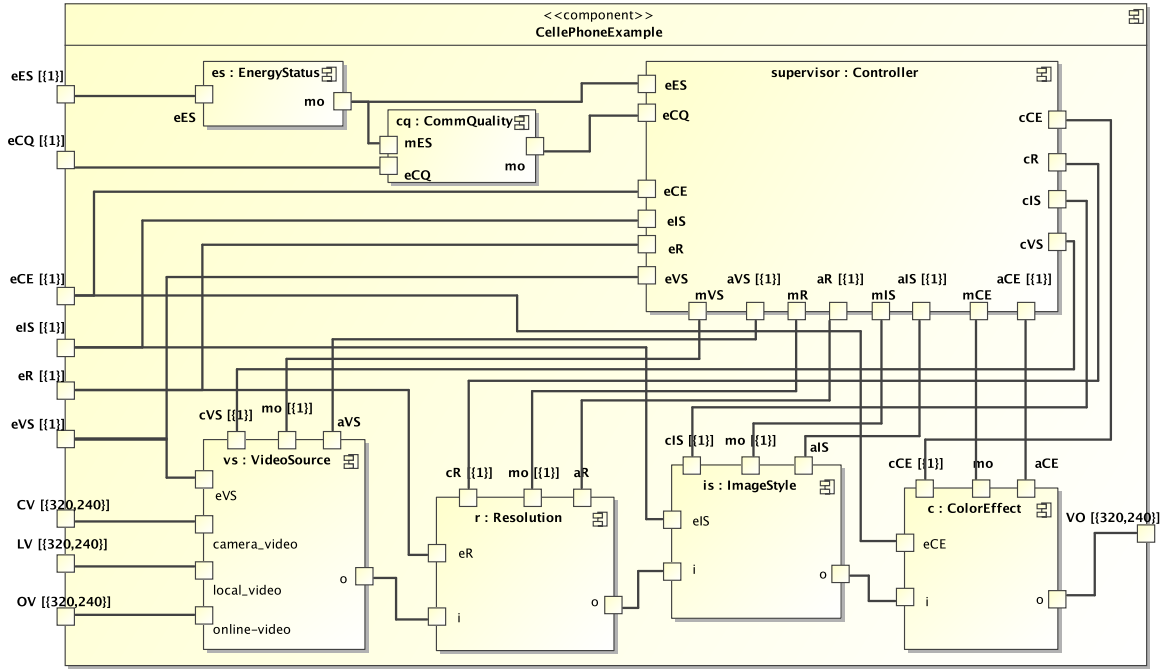 <<component>>
CellePhoneExample
eES [{1}]
es : EnergyStatus
eES
mo
eCQ [{1}]
cq : CommQuality
mES
eCQ
mo
supervisor : Controller
eES
eCQ
eCE
eIS
eR
eVS
cCE
cR
cIS
cVS
mVS
aVS [{1}]
mR
aR [{1}]
mIS
aIS [{1}]
mCE
aCE [{1}]
eCE [{1}]
eIS [{1}]
eR [{1}]
eVS [{1}]
CV [{320,240}]
LV [{320,240}]
OV [{320,240}]
cVS [{1}]
mo [{1}]
aVS
vs : VideoSource
eVS
camera_video
local_video
online-video
o
cR [{1}]
mo [{1}]
aR
r : Resolution
eR
i
o
cIS [{1}]
mo [{1}]
aIS
is : ImageStyle
eIS
i
o
cCE [{1}]
mo
aCE
c : ColorEffect
eCE
i
o
VO [{320,240}]